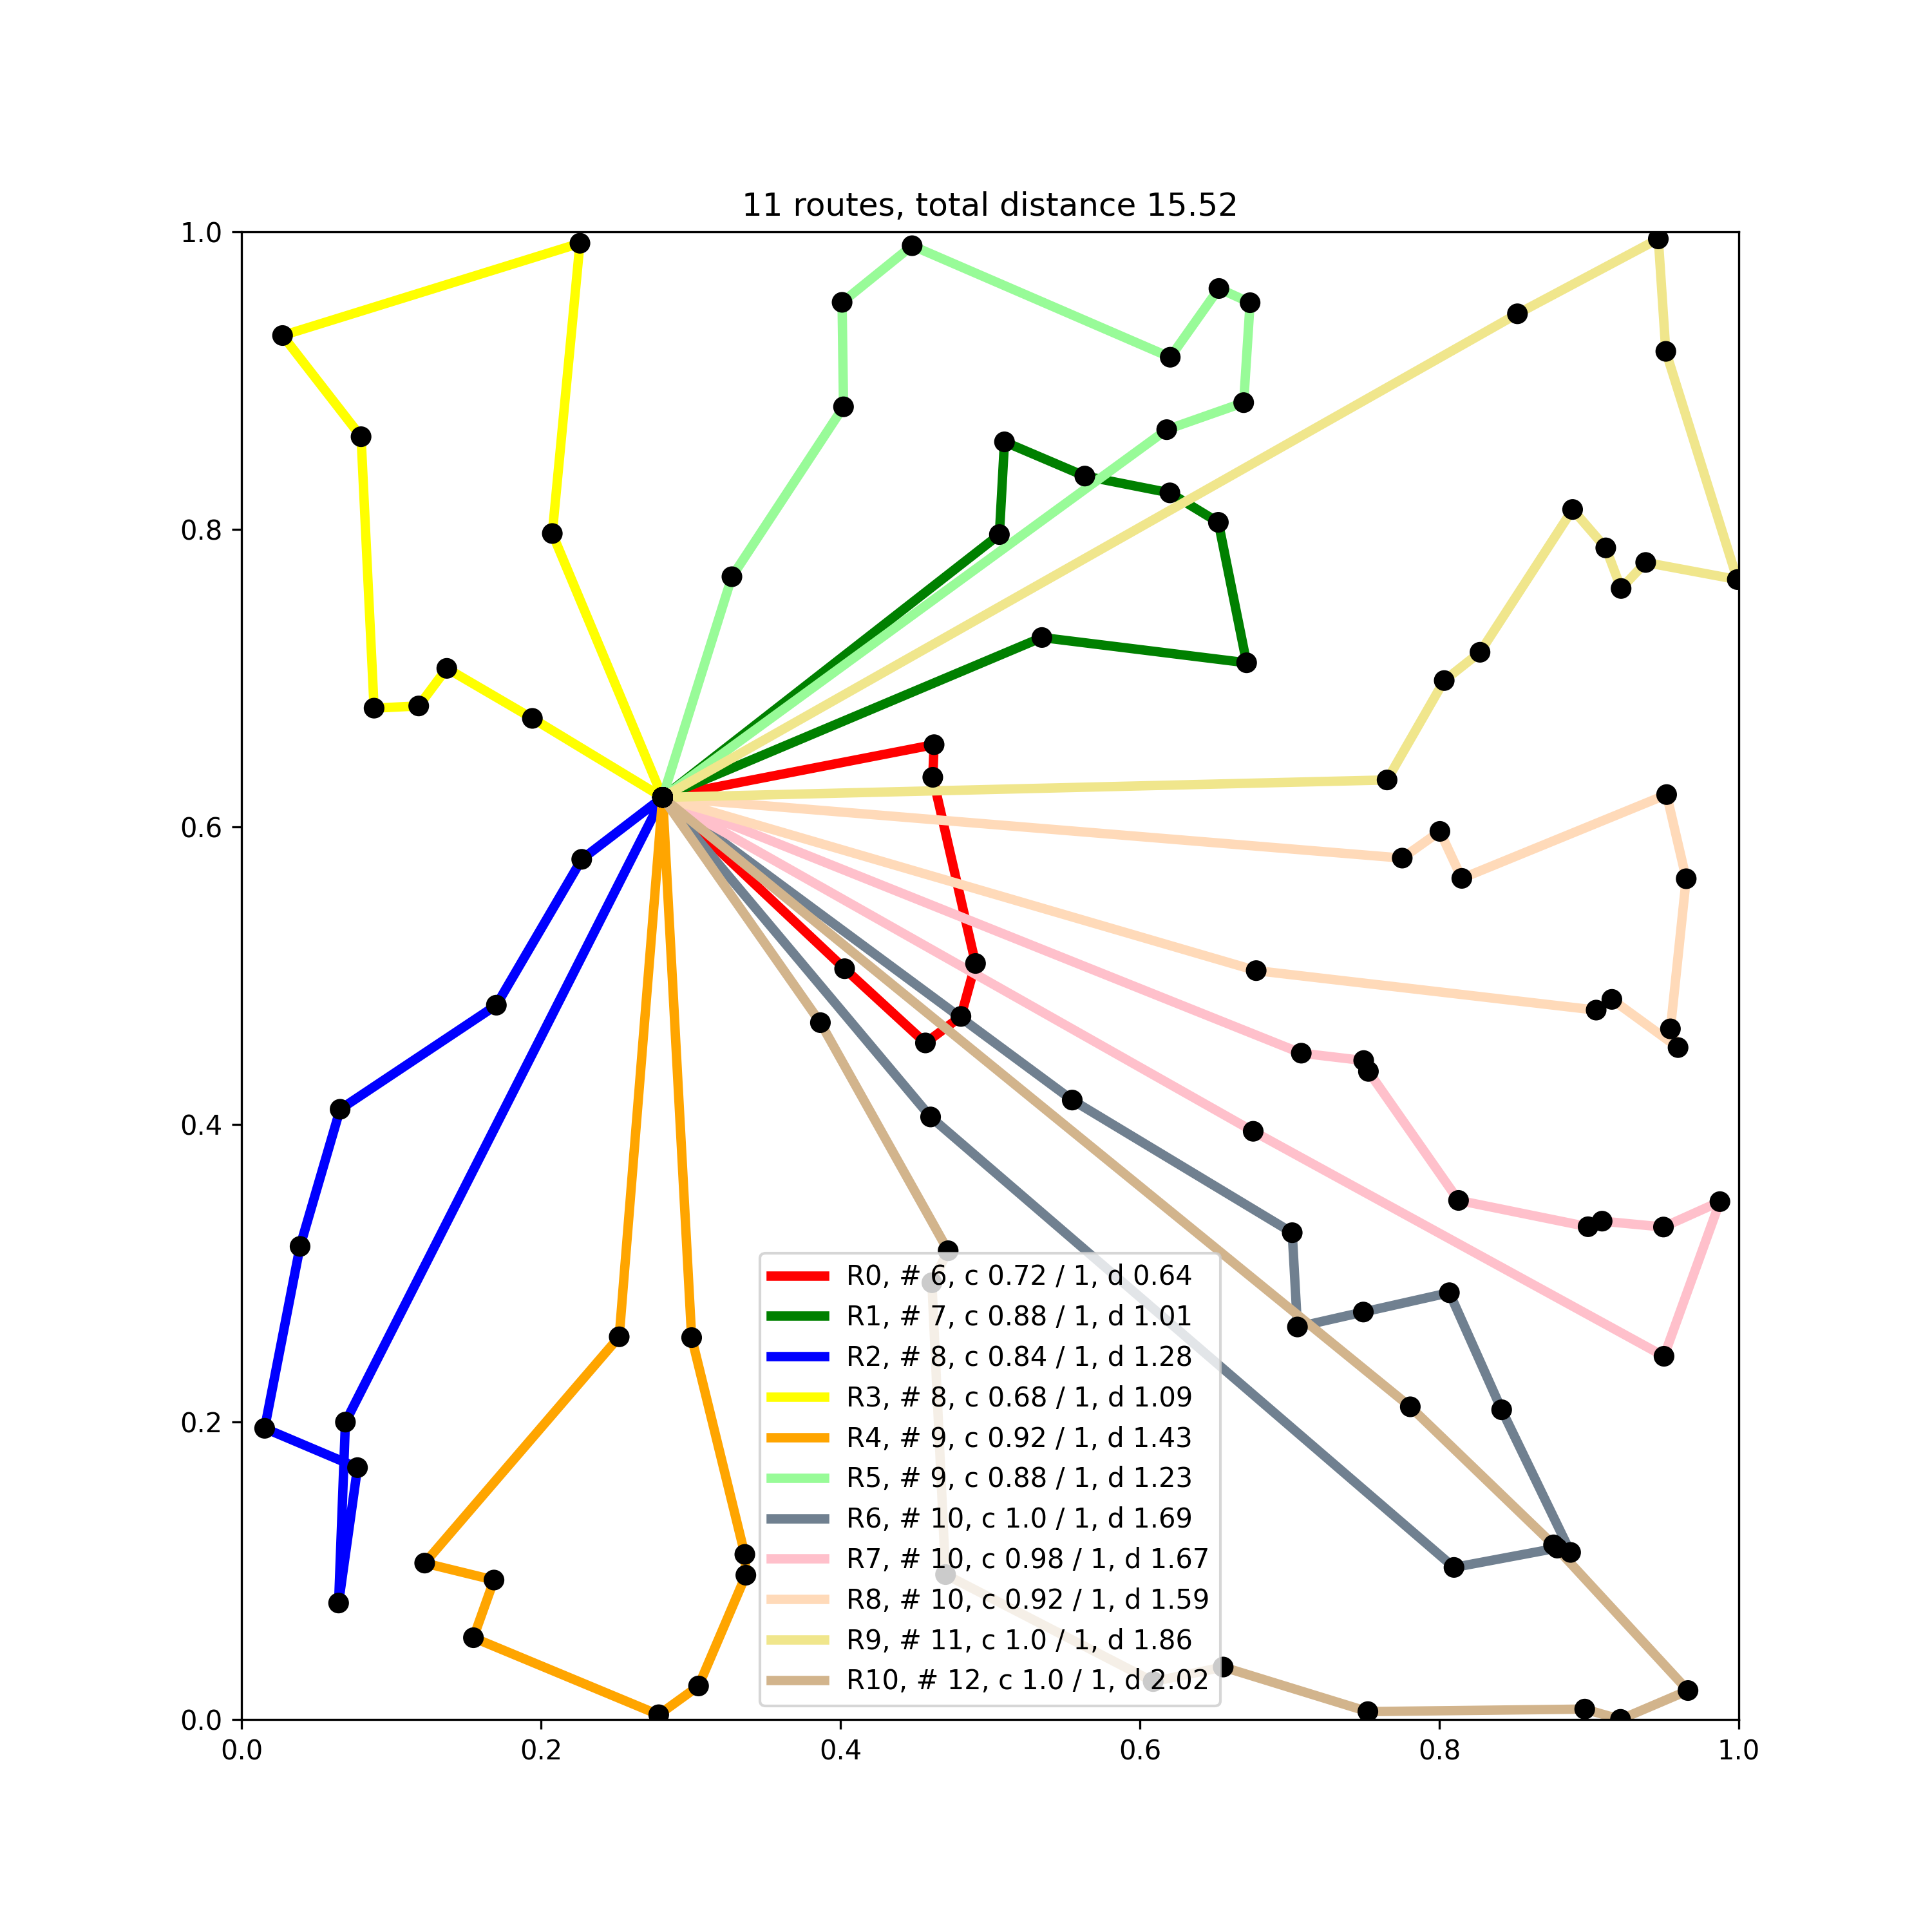 11 routes, total distance 15.52
1.0
0.8
0.6
0.4
0.2
0.0
R0, # 6, c 0.72 / 1, d 0.64
R1, # 7, c 0.88 / 1, d 1.01
R2, # 8, c 0.84 / 1, d 1.28
R3, # 8, c 0.68 / 1, d 1.09
R4, # 9, c 0.92 / 1, d 1.43
R5, # 9, c 0.88 / 1, d 1.23
R6, # 10, c 1.0 / 1, d 1.69
R7, # 10, c 0.98 / 1, d 1.67
R8, # 10, c 0.92 / 1, d 1.59
R9, # 11, c 1.0 / 1, d 1.86
R10, # 12, c 1.0 / 1, d 2.02
0.0 0.2 0.4 0.6 0.8 1.0